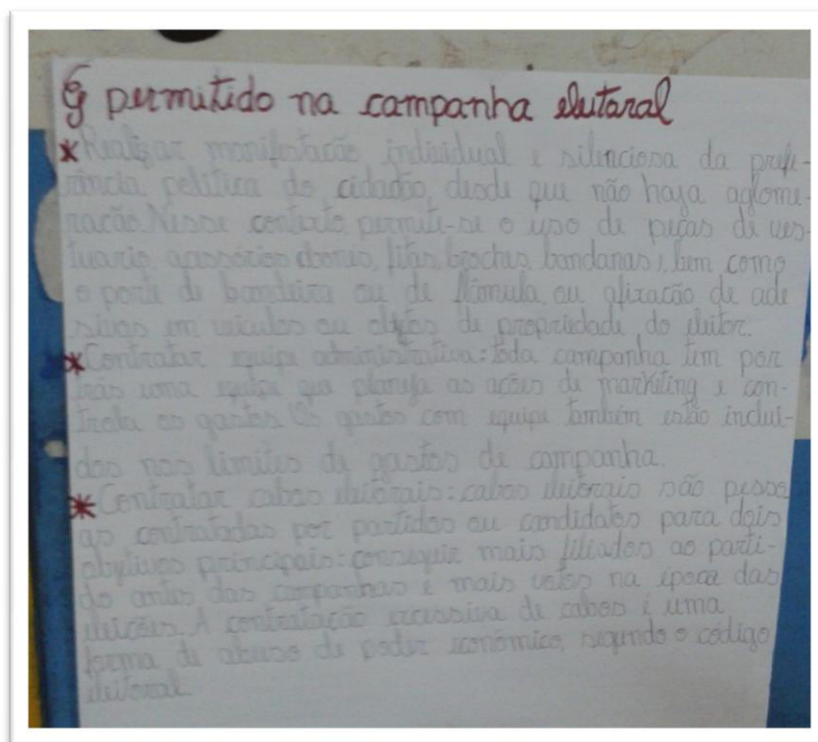 É permitido na campanha eleitoral
Realizar manifestação individual e silenciosa da prefe-
rência política do cidadão, desde que não haja aglome-
ração. Nesse contexto permite-se o uso de peças de ves-
tuario, acessórios fitas, broches, bandanas, bem como
o porte de bandeira ou de flâmula, ou afixação de ade
sivos em veículos ou objetos de propriedade do eleitor.
Contratar equipe administrativa: toda campanha tem por
trás uma equipe que planeja as ações de marketing e con-
trola os gastos. Os gastos com equipe também estão incluí-
dos nos limites de gastos de campanha.
Contratar cabos eleitorais: cabos eleitorais são pesso
as contratadas por partidos ou candidatos para dois
objetivos principais: conseguir mais filiados ao parti-
do antes das campanhas e mais votos na época das
eleições. A contratação excessiva de cabos é uma
forma de abuso de poder econômico, segundo o código
eleitoral.